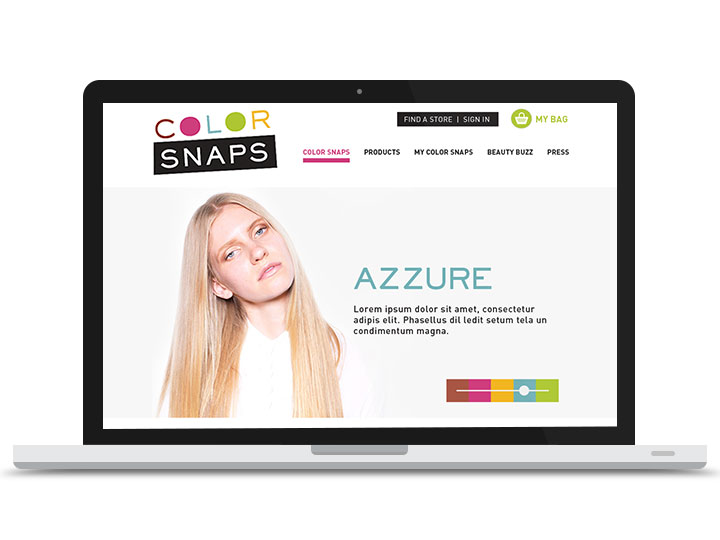 COLOR
SNAPS
FIND A STORE | SIGN IN
MY BAG
COLOR SNAPS
PRODUCTS
MY COLOR SNAPS
BEAUTY BUZZ
PRESS
AZZURE
Lorem ipsum dolor sit amet, consectetur
adipis elit. Phasellus dil ledit setum tela un
condimentum magna.